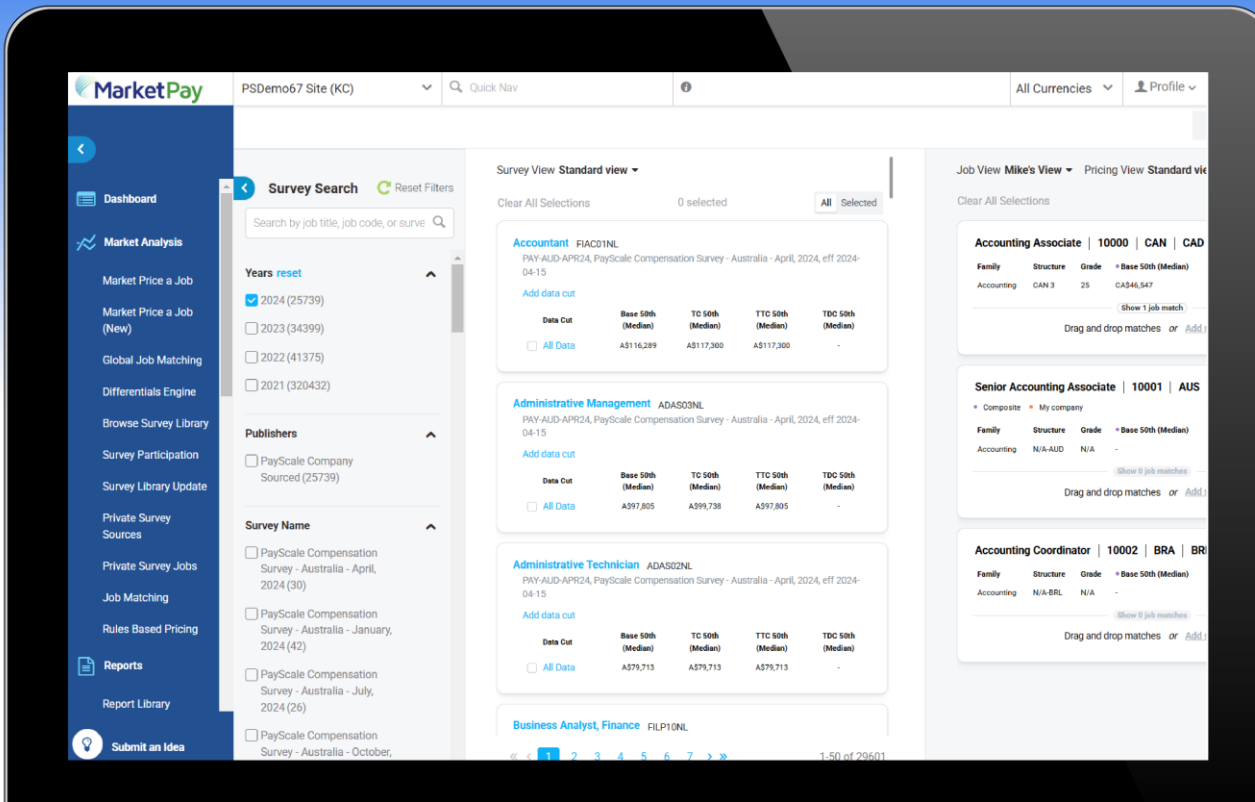 MarketPay
PSDemo67 Site (KC)
Quick Nav
All Currencies
Profile
Dashboard
Market Analysis
Market Price a Job
Market Price a Job
(New)
Global Job Matching
Differentials Engine
Browse Survey Library
Survey Participation
Survey Library Update
Private Survey
Sources
Private Survey Jobs
Job Matching
Rules Based Pricing
Reports
Report Library
Submit an Idea
Survey Search
Reset Filters
Search by job title, job code, or surve
Years reset
2024 (25739)
2023 (34399)
2022 (41375)
2021 (320432)
Publishers
PayScale Company
Sourced (25739)
Survey Name
PayScale Compensation
Survey - Australia - April,
2024 (30)
PayScale Compensation
Survey - Australia - January,
2024 (42)
PayScale Compensation
Survey - Australia - July,
2024 (26)
PayScale Compensation
Survey - Australia - October,
Survey View Standard view
Clear All Selections 0 selected All Selected
Accountant FIAC01NL
PAY-AUD-APR24, PayScale Compensation Survey - Australia - April, 2024, eff 2024-
04-15
Add data cut
Data Cut Base 50th (Median) TC 50th (Median) TTC 50th (Median) TDC 50th (Median)
All Data A$116,289 A$117,300 A$117,300 -
Administrative Management ADAS03NL
PAY-AUD-APR24, PayScale Compensation Survey - Australia - April, 2024, eff 2024-
04-15
Add data cut
Data Cut Base 50th (Median) TC 50th (Median) TTC 50th (Median) TDC 50th (Median)
All Data A$97,805 A$99,738 A$97,805 -
Administrative Technician ADAS02NL
PAY-AUD-APR24, PayScale Compensation Survey - Australia - April, 2024, eff 2024-
04-15
Add data cut
Data Cut Base 50th (Median) TC 50th (Median) TTC 50th (Median) TDC 50th (Median)
All Data A$79,713 A$79,713 A$79,713 -
Business Analyst, Finance FILP10NL
« < 1 2 3 4 5 6 7 > » 1-50 of 29601
Job View Mike's View Pricing View Standard vie
Clear All Selections
Accounting Associate | 10000 | CAN | CAD
Family Structure Grade Base 50th (Median)
Accounting CAN 3 25 CA$46,547
Show 1 job match
Drag and drop matches or Add
Senior Accounting Associate | 10001 | AUS
Composite My company
Family Structure Grade Base 50th (Median)
Accounting N/A-AUD N/A -
Show 0 job matches
Drag and drop matches or Add
Accounting Coordinator | 10002 | BRA | BR
Family Structure Grade Base 50th (Median)
Accounting N/A-BRL N/A -
Show 0 job matches
Drag and drop matches or Add